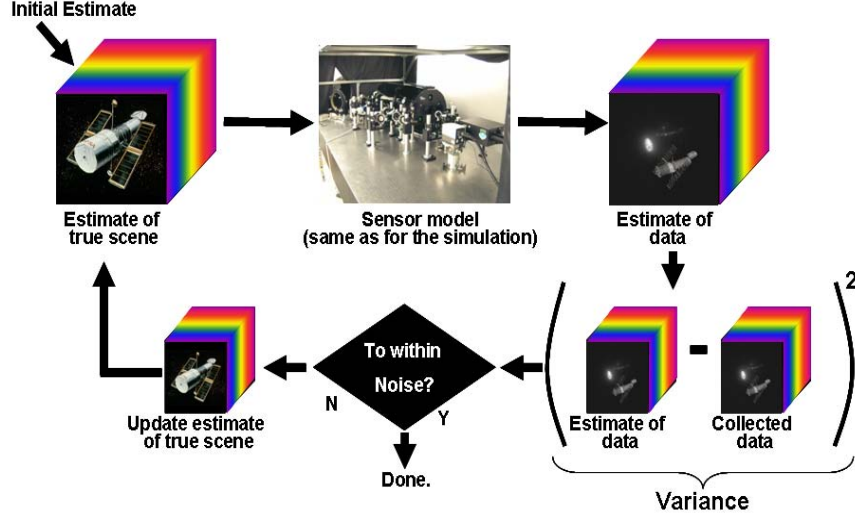 Initial Estimate
Estimate of
true scene
Sensor model
(same as for the simulation)
Estimate of
data
2
To within
Noise?
N
Y
Update estimate
of true scene
Estimate of
data
-
Collected
data
Done.
Variance